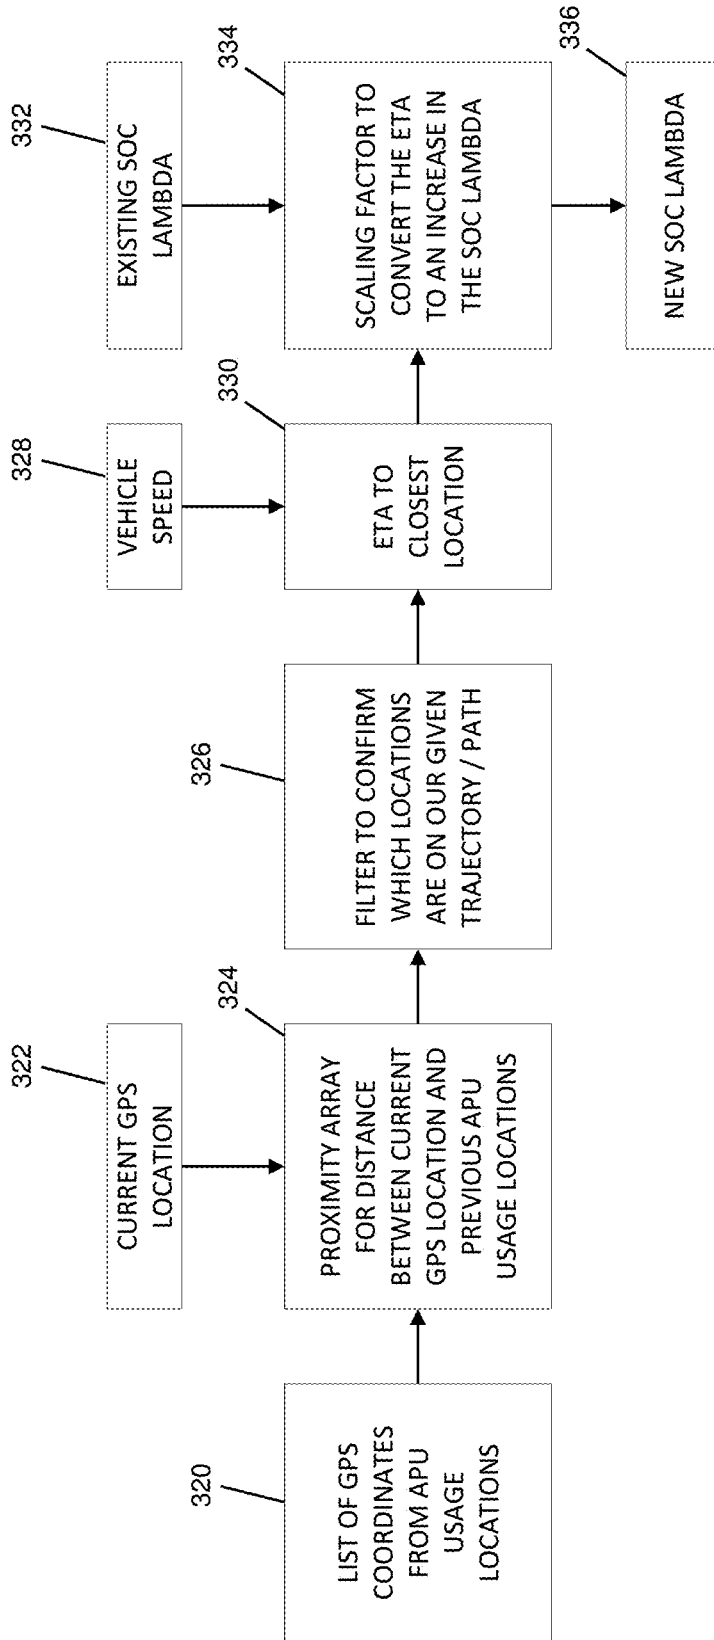 320
LIST OF GPS
COORDINATES
FROM APU
USAGE
LOCATIONS
322
CURRENT GPS
LOCATION
324
PROXIMITY ARRAY
FOR DISTANCE
BETWEEN CURRENT
GPS LOCATION AND
PREVIOUS APU
USAGE LOCATIONS
326
FILTER TO CONFIRM
WHICH LOCATIONS
ARE ON OUR GIVEN
TRAJECTORY / PATH
328
VEHICLE
SPEED
330
ETA TO
CLOSEST
LOCATION
332
EXISTING SOC
LAMBDA
334
SCALING FACTOR TO
CONVERT THE ETA
TO AN INCREASE IN
THE SOC LAMBDA
336
NEW SOC LAMBDA